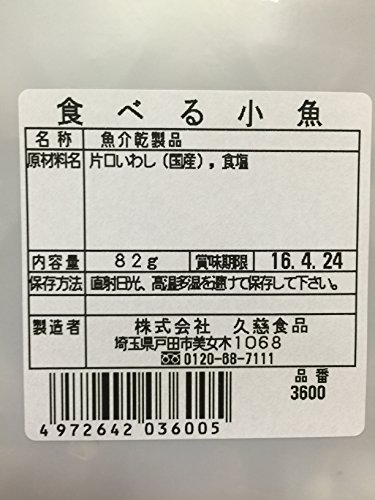 食べる小魚
名称 魚介乾製品
原材料名 片口いわし（国産），食塩
内容量 82g 賞味期限 16.4.24
保存方法 直射日光、高温多湿を避けて保存して下さい。
製造者 株式会社 久慈食品
埼玉県戸田市美女木1068
0120-68-7111
品番
3600
4972642036005